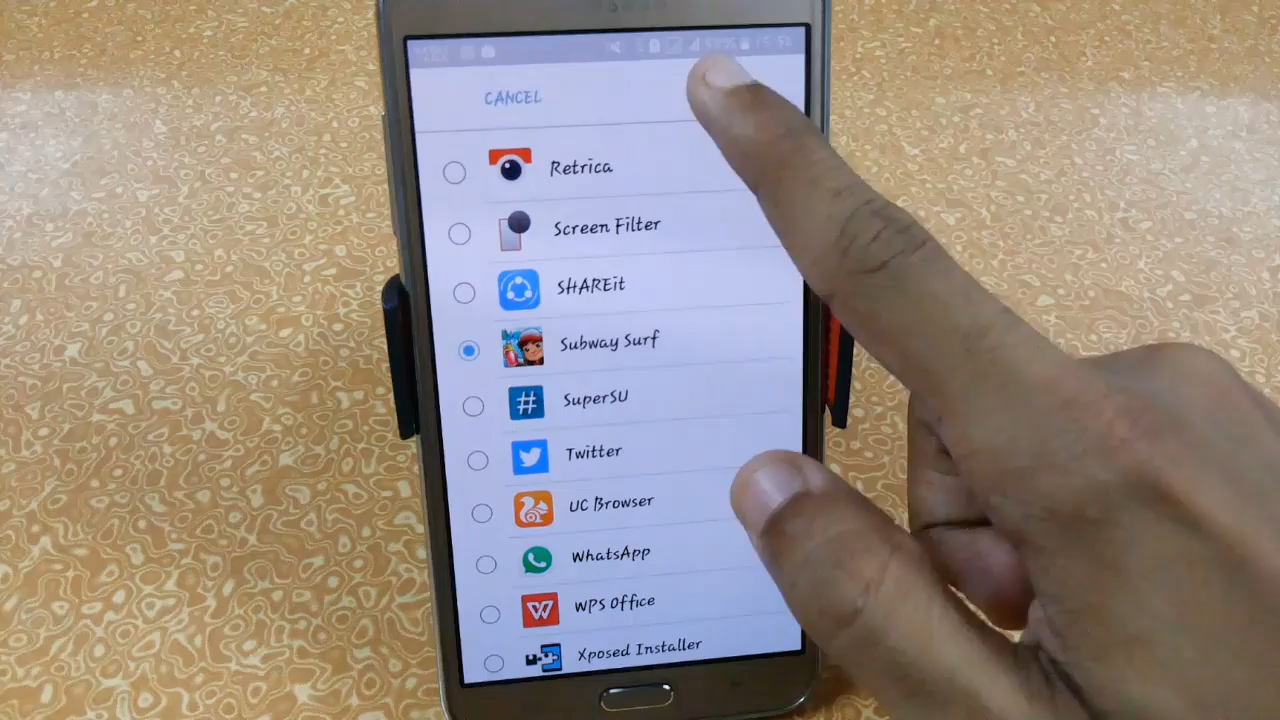 CANCEL
Retrica
Screen Filter
SHAREit
Subway Surf
SuperSU
Twitter
UC Browser
WhatsApp
WPS Office
Xposed Installer